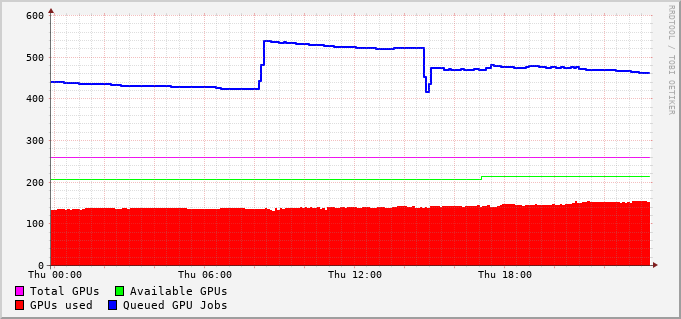 600
500
400
300
200
100
0
Thu 00:00 Thu 06:00 Thu 12:00 Thu 18:00
Total GPUs Available GPUs
GPUs used Queued GPU Jobs
RRDTOOL / TOBI OETIKER